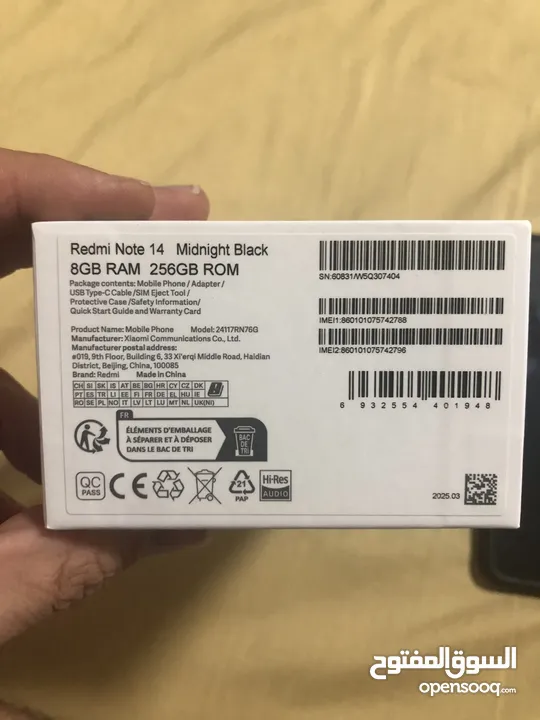 Redmi Note 14 Midnight Black
8GB RAM 256GB ROM
Package contents: Mobile Phone / Adapter /
USB Type-C Cable /SIM Eject Tool /
Protective Case /Safety Information/
Quick Start Guide and Warranty Card
Product Name: Mobile Phone Model: 24117RN76G
Manufacturer: Xiaomi Communications Co., Ltd.
Manufacturer postal address:
#019, 9th Floor, Building 6, 33 Xi'erqi Middle Road, Haidian
District, Beijing, China, 100085
Brand: Redmi Made in China
CH SI SK IS AT BE BG HR CY CZ DK
PT ES TR LI EE FI FR DE EL HU IE
RO SE PL NO IT LV LT LU MT NL UK(NI)
SN:60831/W5Q307404
IMEI1:860101075742788
IMEI2:860101075742796
6 932554 401948
FR
ÉLÉMENTS D'EMBALLAGE
À SÉPARER ET À DÉPOSER
DANS LE BAC DE TRI
BAC
DE
TRI
QC
PASS
CE
21
PAP
Hi-Res
AUDIO
2025.03
السوق المفتوح
opensooq.com